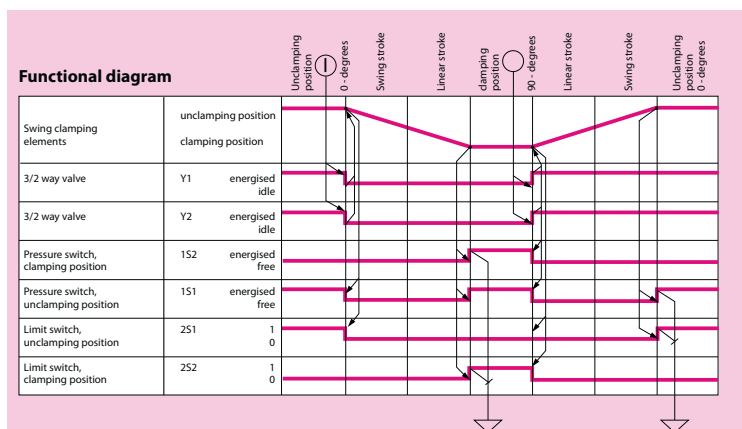 Functional diagram
Unclamping
position
0 - degrees
Swing stroke
Linear stroke
clamping
position
90 - degrees
Linear stroke
Swing stroke
Unclamping
position
0 - degrees
I
Swing clamping
elements
unclamping position
clamping position
3/2 way valve
Y1
energised
idle
3/2 way valve
Y2
energised
idle
Pressure switch,
clamping position
1S2
energised
free
Pressure switch,
unclamping position
1S1
energised
free
Limit switch,
unclamping position
2S1
1
0
Limit switch,
clamping position
2S2
1
0